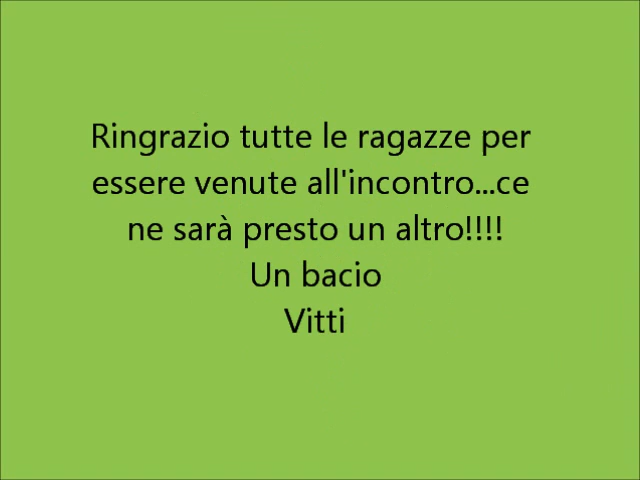 Ringrazio tutte le ragazze per
essere venute all'incontro...ce
ne sarà presto un altro!!!!
Un bacio
Vitti